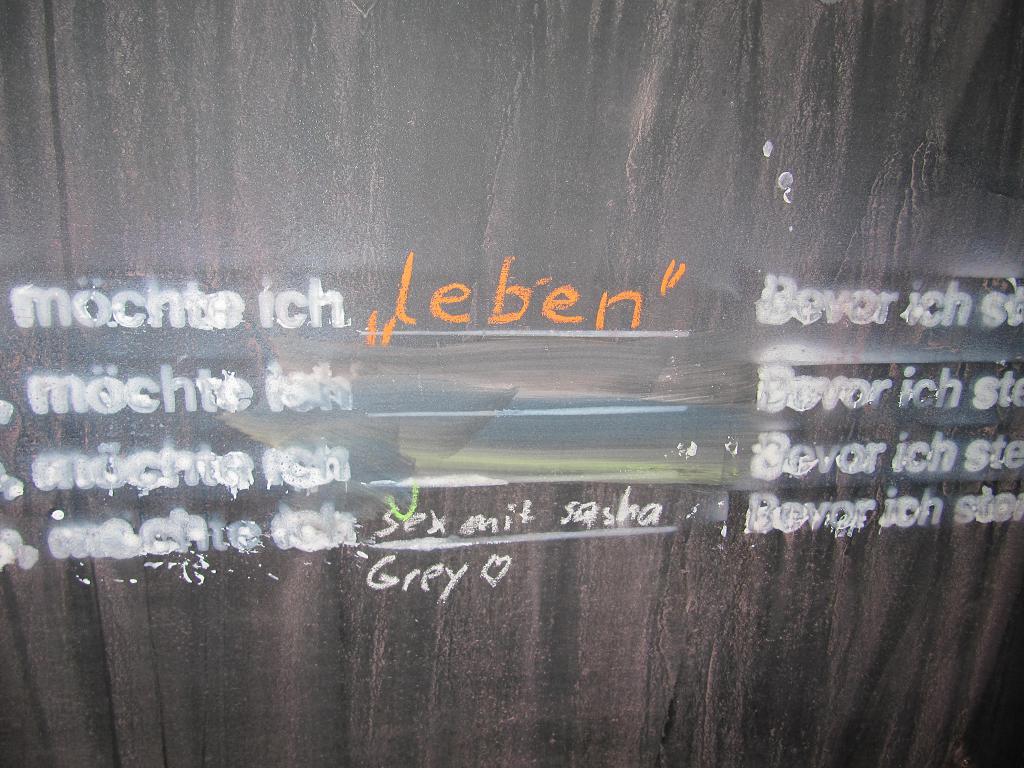 möchte ich „leben“ Bevor ich st
möchte ich Bevor ich ste
möchte ich Bevor ich ste
möchte ich sex mit sasha Bevor ich ster
Grey ♡